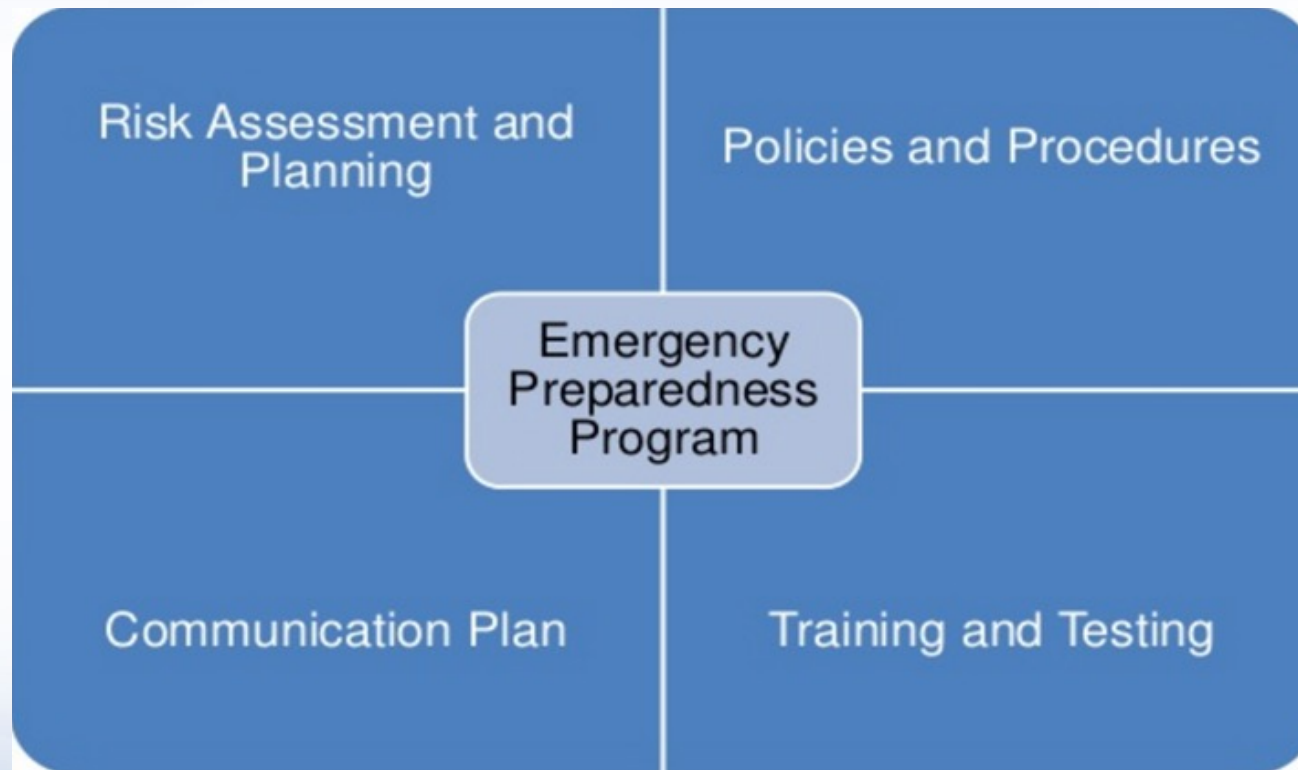 Risk Assessment and
Planning
Policies and Procedures
Emergency
Preparedness
Program
Communication Plan
Training and Testing